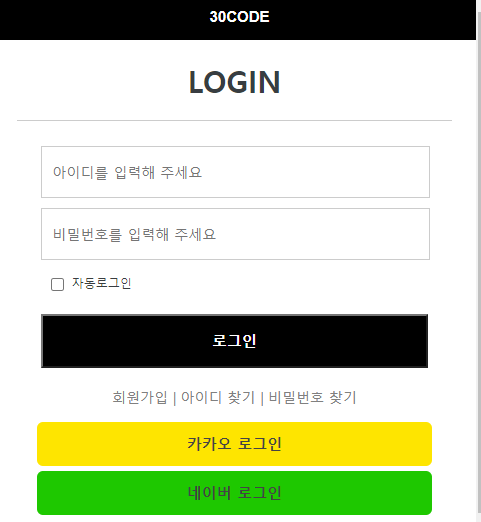 30CODE
LOGIN
아이디를 입력해 주세요
비밀번호를 입력해 주세요
자동로그인
로그인
회원가입 | 아이디 찾기 | 비밀번호 찾기
카카오 로그인
네이버 로그인